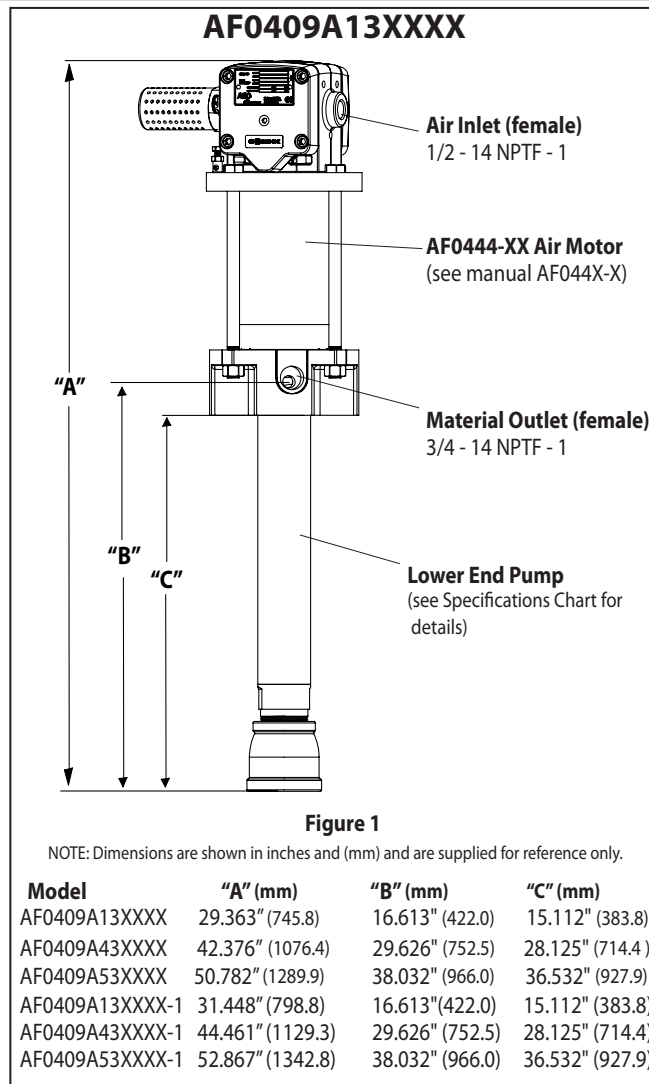 AF0409A13XXXX
Air Inlet (female)
1/2 - 14 NPTF - 1
AF0444-XX Air Motor
(see manual AF044X-X)
“A”
Material Outlet (female)
3/4 - 14 NPTF - 1
“B”
“C”
Lower End Pump
(see Specifications Chart for
details)
Figure 1
NOTE: Dimensions are shown in inches and (mm) and are supplied for reference only.
Model “A” (mm) “B” (mm) “C” (mm)
AF0409A13XXXX 29.363” (745.8) 16.613" (422.0) 15.112" (383.8)
AF0409A43XXXX 42.376” (1076.4) 29.626" (752.5) 28.125" (714.4 )
AF0409A53XXXX 50.782” (1289.9) 38.032" (966.0) 36.532" (927.9)
AF0409A13XXXX-1 31.448” (798.8) 16.613"(422.0) 15.112" (383.8)
AF0409A43XXXX-1 44.461” (1129.3) 29.626" (752.5) 28.125" (714.4)
AF0409A53XXXX-1 52.867” (1342.8) 38.032" (966.0) 36.532" (927.9)